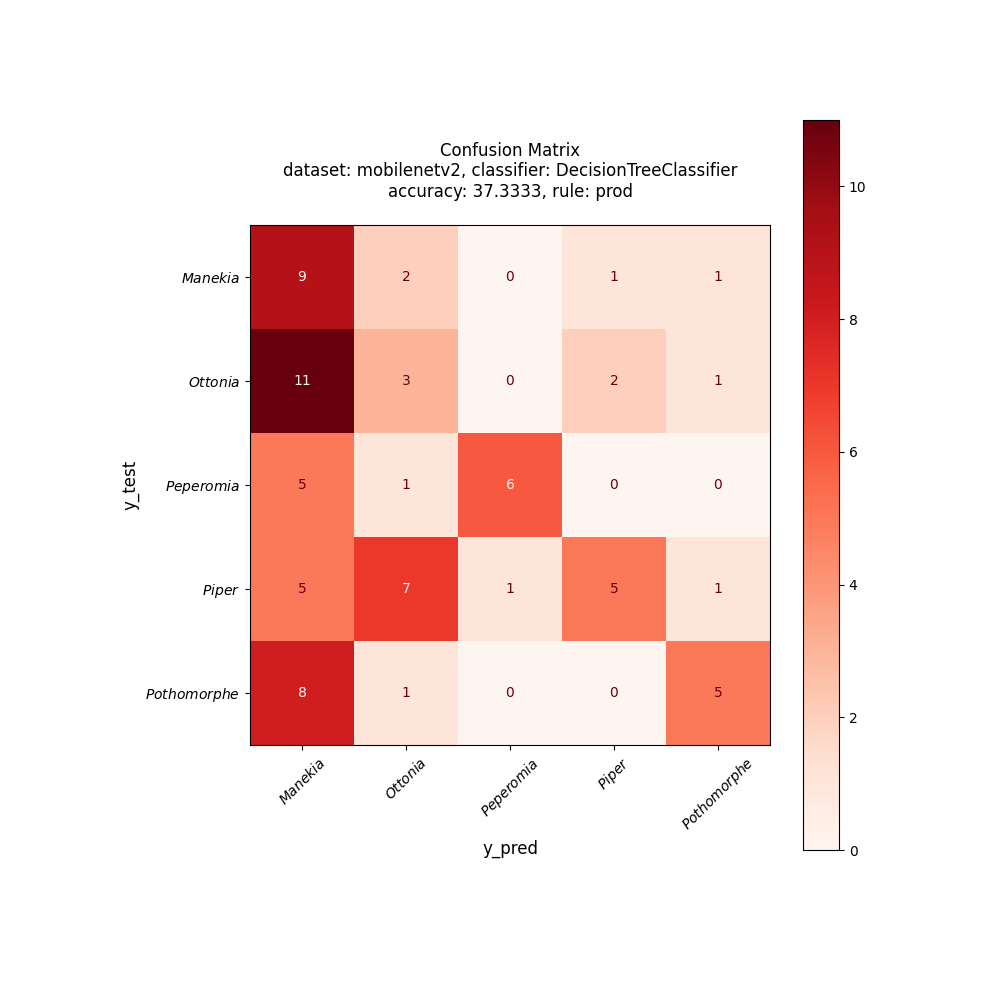 Confusion Matrix
dataset: mobilenetv2, classifier: DecisionTreeClassifier
accuracy: 37.3333, rule: prod
Manekia 9 2 0 1 1
Ottonia 11 3 0 2 1
Peperomia 5 1 6 0 0
Piper 5 7 1 5 1
Pothomorphe 8 1 0 0 5
Manekia Ottonia Peperomia Piper Pothomorphe
y_pred
y_test
10
8
6
4
2
0